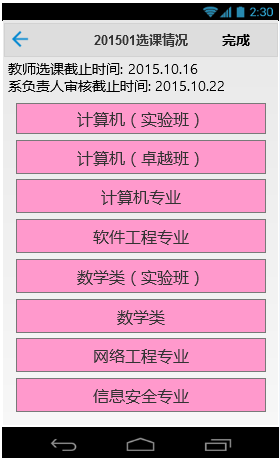 2:30
201501选课情况 完成
教师选课截止时间: 2015.10.16
系负责人审核截止时间: 2015.10.22
计算机（实验班）
计算机（卓越班）
计算机专业
软件工程专业
数学类（实验班）
数学类
网络工程专业
信息安全专业